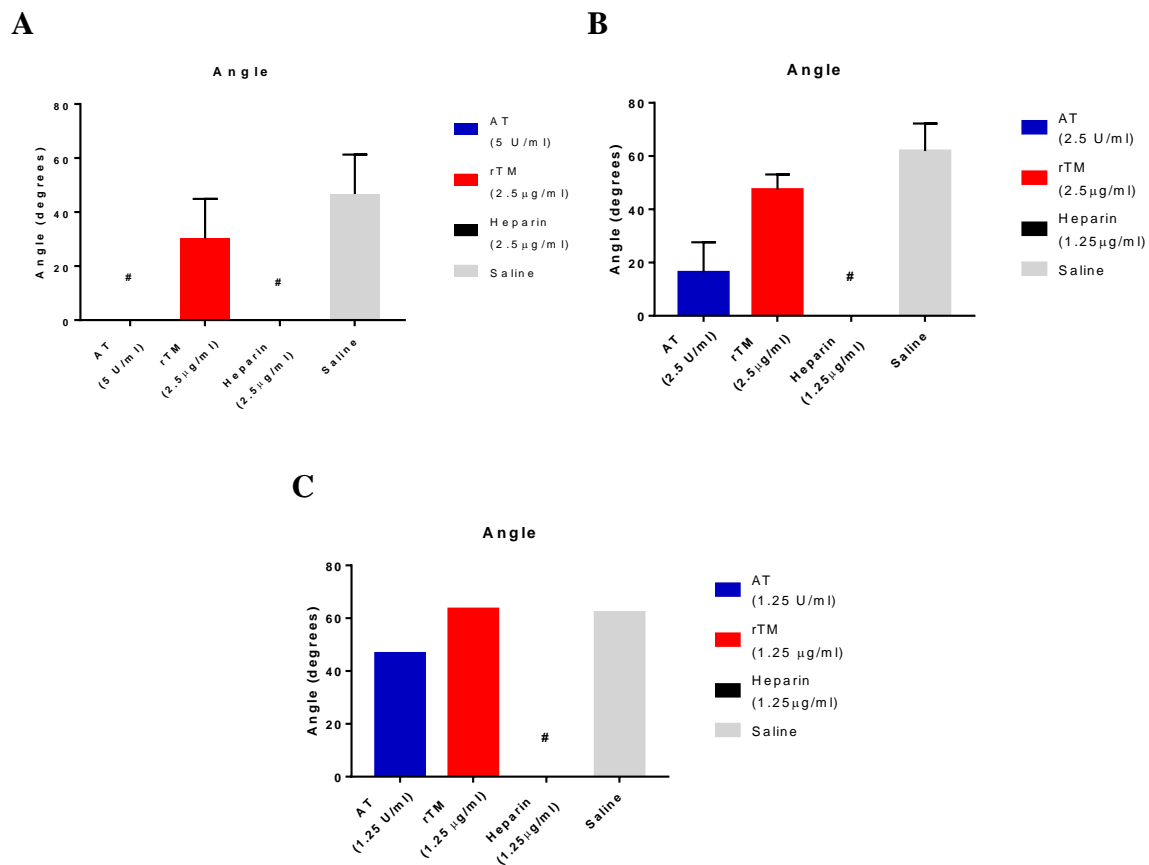 A
Angle
Angle (degrees)
80
60
40
20
0
#
#
AT
(5 U/ml)
rTM
(2.5μg/ml)
Heparin
(2.5μg/ml)
Saline
AT
(5 U/ml)
rTM
(2.5μg/ml)
Heparin
(2.5μg/ml)
Saline
B
Angle
Angle (degrees)
80
60
40
20
0
#
AT
(2.5 U/ml)
rTM
(2.5μg/ml)
Heparin
(1.25μg/ml)
Saline
AT
(2.5 U/ml)
rTM
(2.5μg/ml)
Heparin
(1.25μg/ml)
Saline
C
Angle
Angle (degrees)
80
60
40
20
0
#
AT
(1.25 U/ml)
rTM
(1.25 μg/ml)
Heparin
(1.25μg/ml)
Saline
AT
(1.25 U/ml)
rTM
(1.25 μg/ml)
Heparin
(1.25μg/ml)
Saline